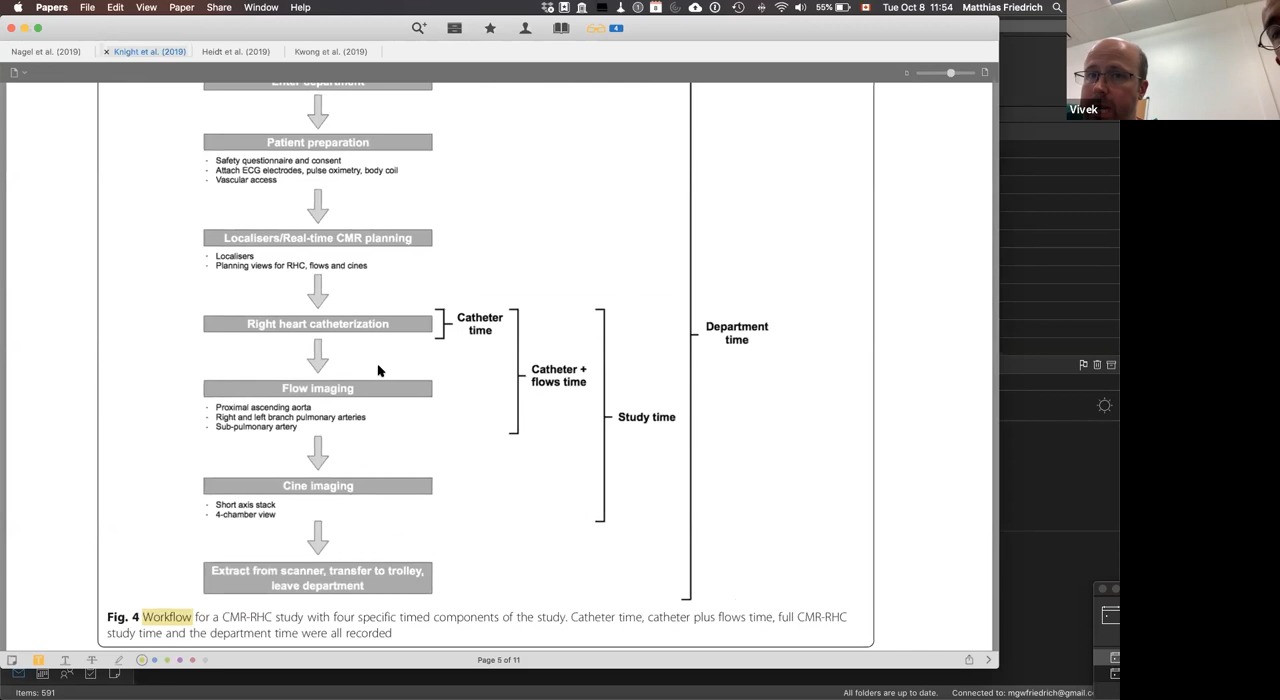 Papers File Edit View Paper Share Window Help
55% Tue Oct 8 11:54 Matthias Friedrich
4
Nagel et al. (2019) × Knight et al. (2019) Heidt et al. (2019) Kwong et al. (2019)
Vivek
Enter department
Patient preparation
- Safety questionnaire and consent
- Attach ECG electrodes, pulse oximetry, body coil
- Vascular access
Localisers/Real-time CMR planning
- Localisers
- Planning views for RHC, flows and cines
Right heart catheterization
Catheter
time
Flow imaging
- Proximal ascending aorta
- Right and left branch pulmonary arteries
- Sub-pulmonary artery
Catheter +
flows time
Study time
Department
time
Cine imaging
- Short axis stack
- 4-chamber view
Extract from scanner, transfer to trolley,
leave department
Fig. 4 Workflow for a CMR-RHC study with four specific timed components of the study. Catheter time, catheter plus flows time, full CMR-RHC
study time and the department time were all recorded
Page 5 of 11
Items: 591
All folders are up to date. Connected to: mgwfriedrich@gmail.c